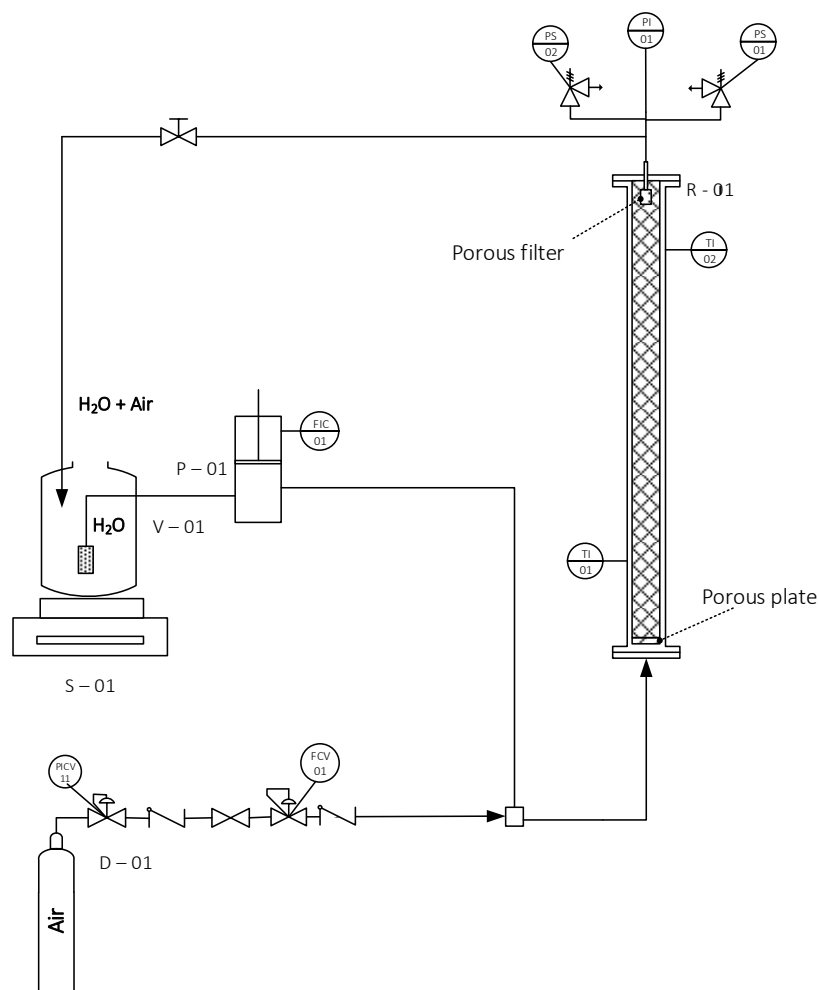 PS
02
PI
01
PS
01
R - 01
Porous filter
TI
02
H₂O + Air
FIC
01
P – 01
H₂O
V – 01
TI
01
Porous plate
S – 01
PICV
11
FCV
01
D – 01
Air